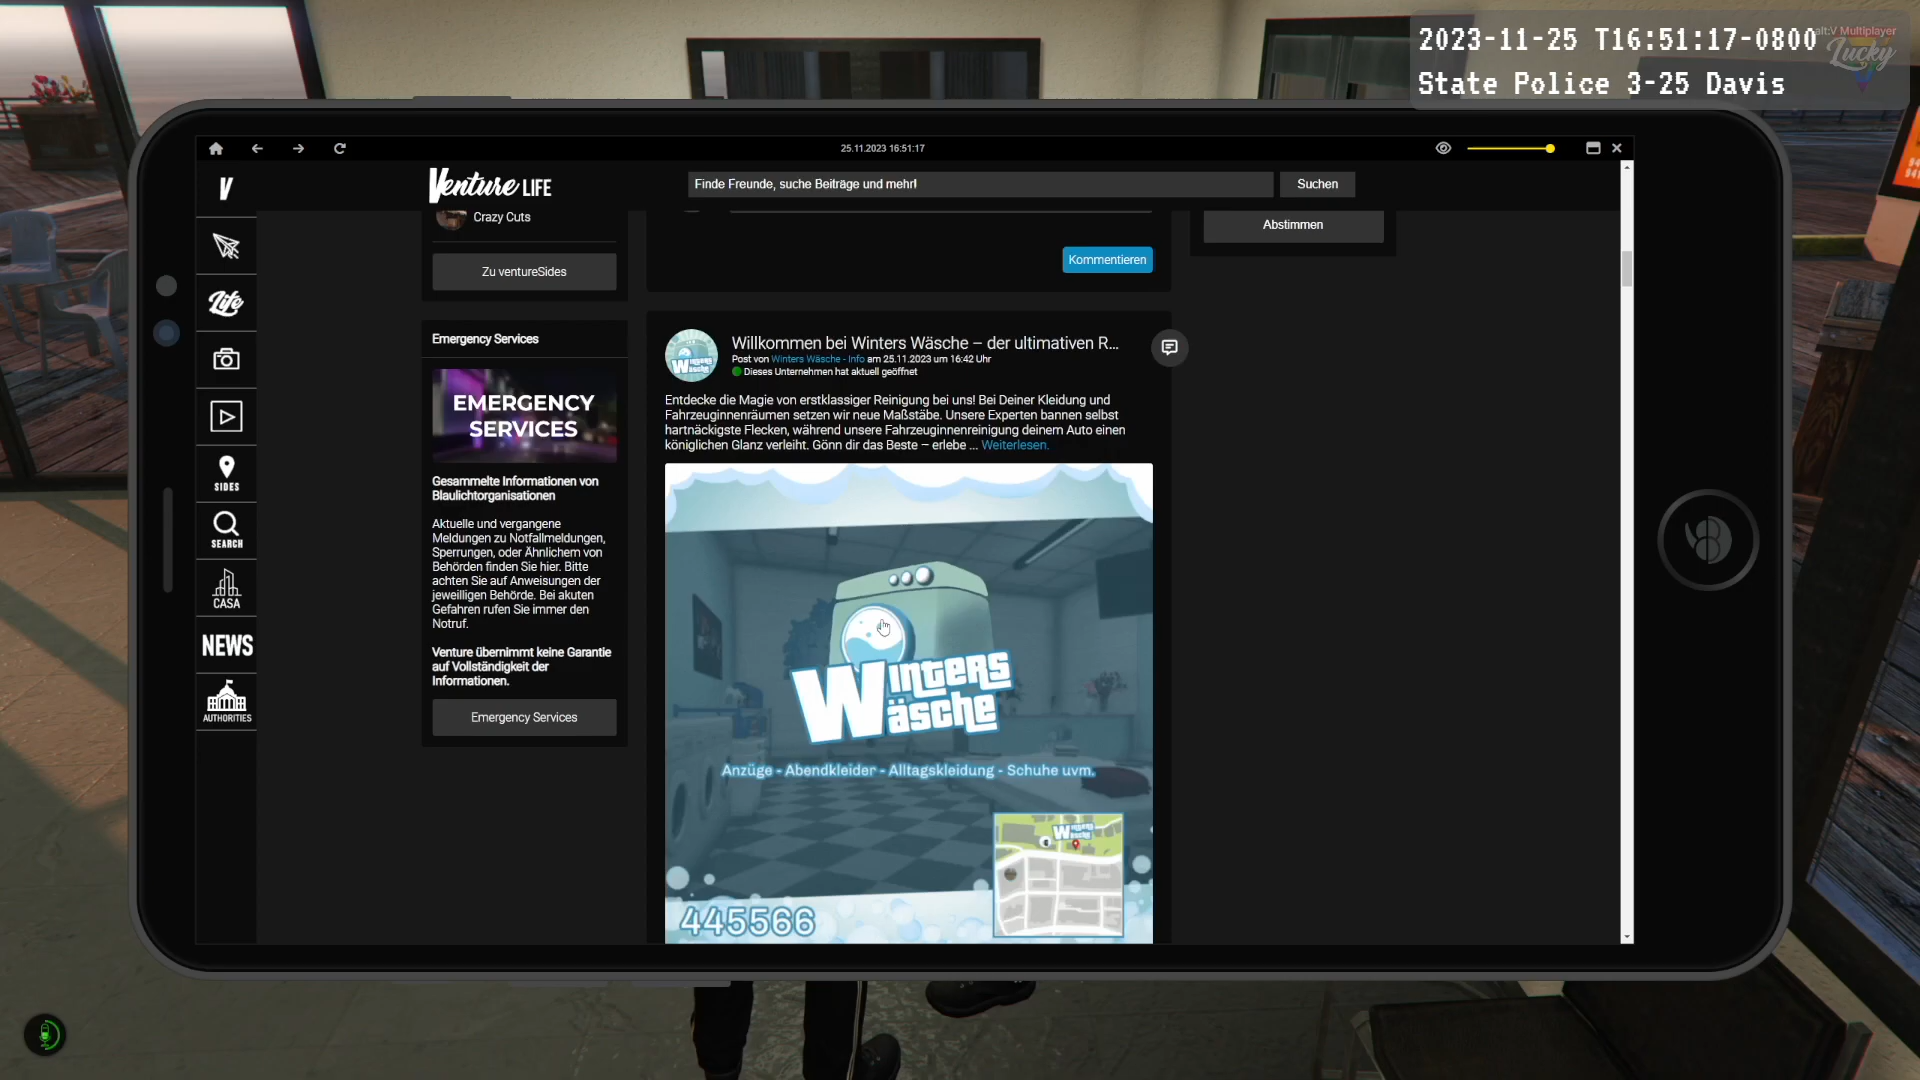 2023-11-25 T16:51:17-0800
State Police 3-25 Davis
alt:V Multiplayer
Lucky
25.11.2023 16:51:17
V
Venture LIFE
Finde Freunde, suche Beiträge und mehr!
Suchen
Life
SIDES
SEARCH
CASA
NEWS
AUTHORITIES
Crazy Cuts
Zu ventureSides
Emergency Services
EMERGENCY
SERVICES
Gesammelte Informationen von
Blaulichtorganisationen
Aktuelle und vergangene
Meldungen zu Notfallmeldungen,
Sperrungen, oder Ähnlichem von
Behörden finden Sie hier. Bitte
achten Sie auf Anweisungen der
jeweilligen Behörde. Bei akuten
Gefahren rufen Sie immer den
Notruf.
Venture übernimmt keine Garantie
auf Vollständigkeit der
Informationen.
Emergency Services
Kommentieren
Willkommen bei Winters Wäsche – der ultimativen R...
Post von Winters Wäsche - Info am 25.11.2023 um 16:42 Uhr
Dieses Unternehmen hat aktuell geöffnet
Entdecke die Magie von erstklassiger Reinigung bei uns! Bei Deiner Kleidung und
Fahrzeuginnenräumen setzen wir neue Maßstäbe. Unsere Experten bannen selbst
hartnäckigste Flecken, während unsere Fahrzeuginnenreinigung deinem Auto einen
königlichen Glanz verleiht. Gönn dir das Beste – erlebe ... Weiterlesen.
Winters
Wäsche
Anzüge - Abendkleider - Alltagskleidung - Schuhe uvm.
Winters
Wäsche
445566
Abstimmen